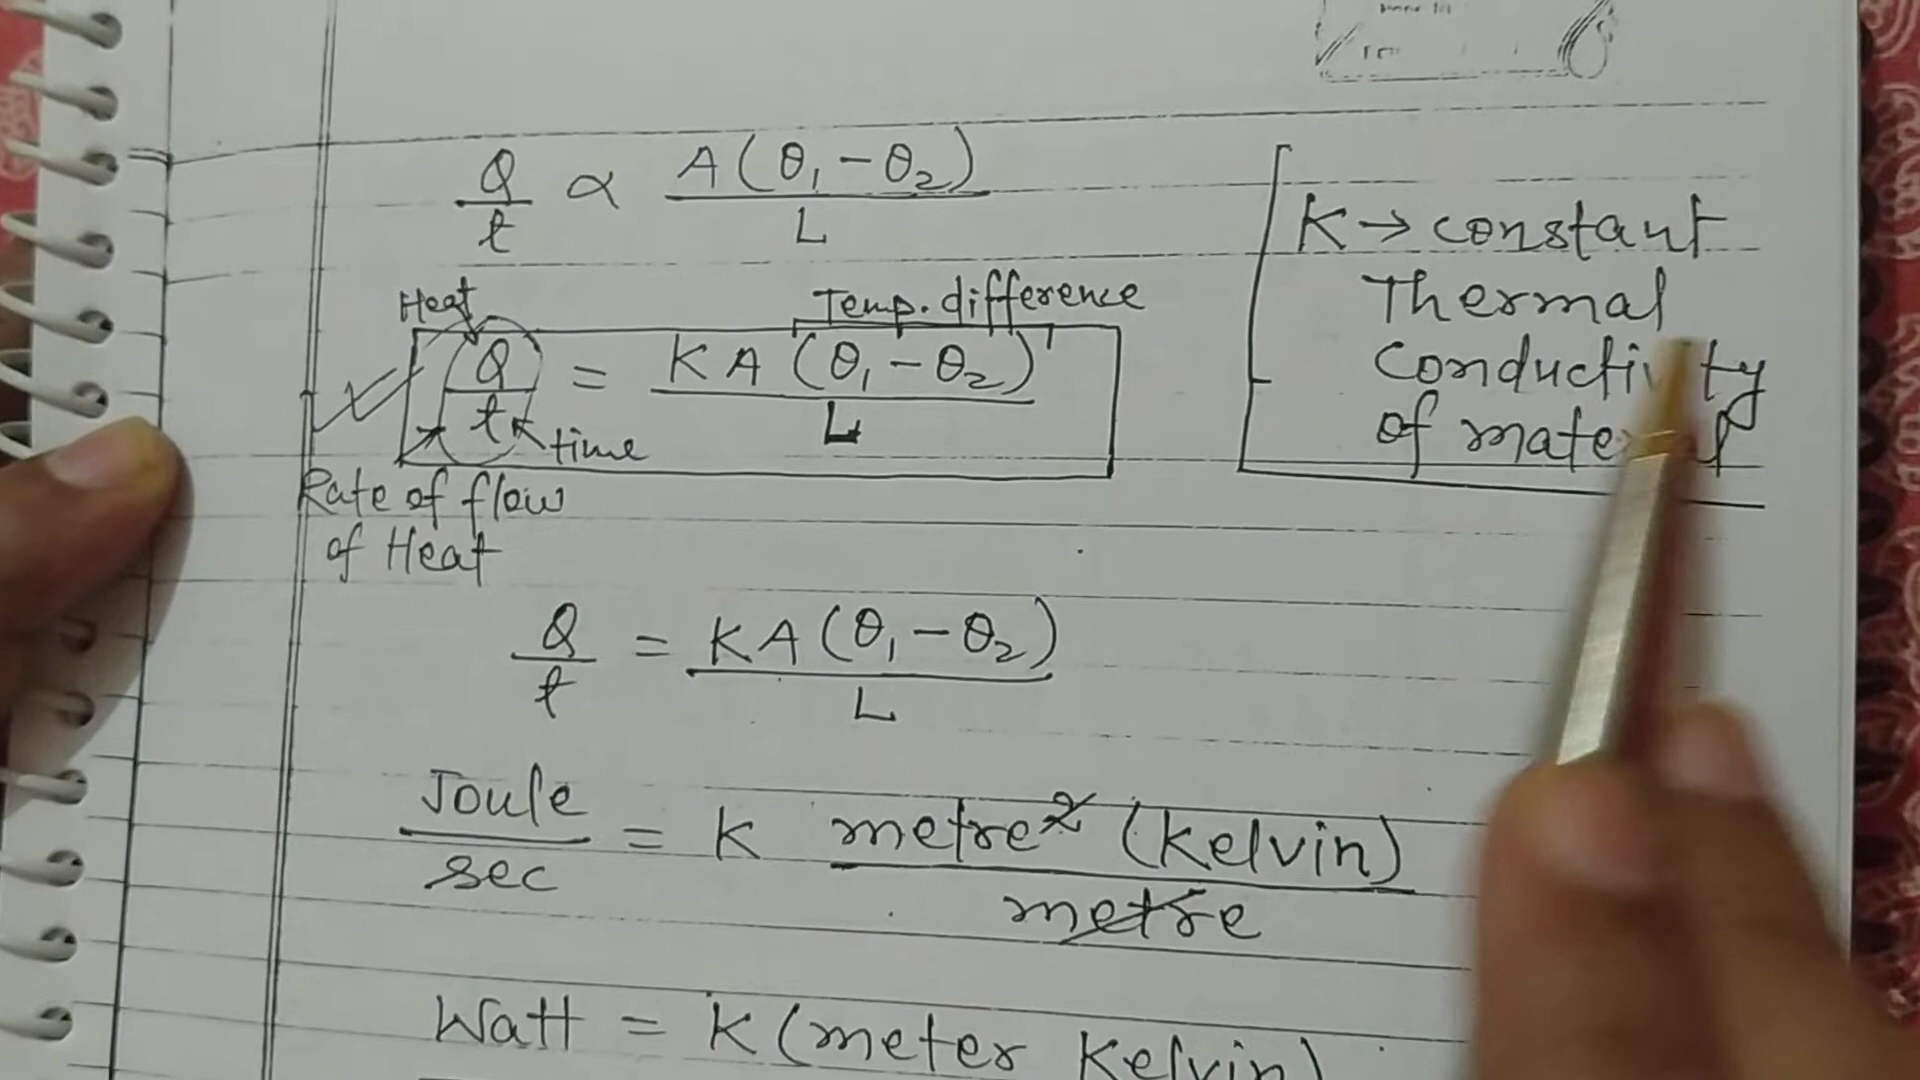 Q/t ∝ A(θ₁-θ₂)/L
K→constant
Thermal
Conductivity
of material
Heat
Temp. difference
Q/t = KA(θ₁-θ₂)/L
time
Rate of flow
of Heat
Q/t = KA(θ₁-θ₂)/L
Joule/sec = K metre² (Kelvin)/metre
Watt = K(meter Kelvin)